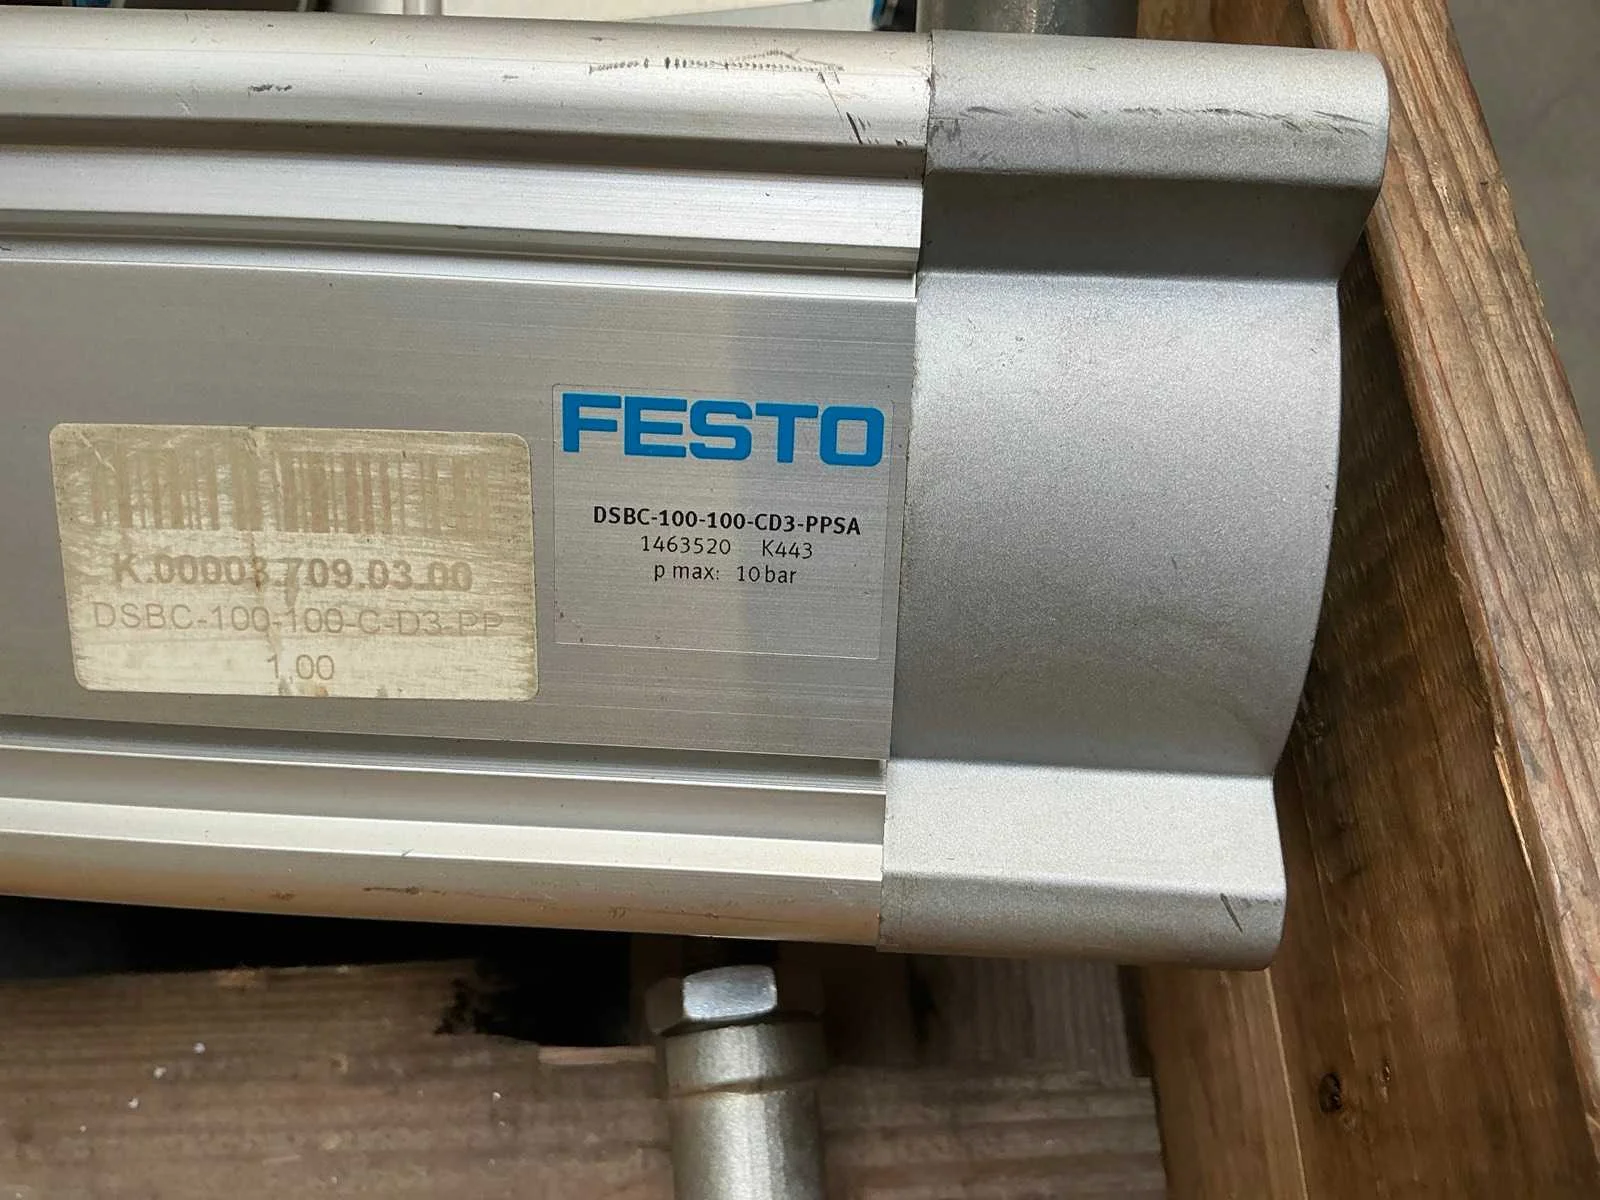 FESTO
DSBC-100-100-CD3-PPSA
1463520 K443
p max: 10 bar
K.00003.709.03.00
DSBC-100-100-C-D3-PP
1.00